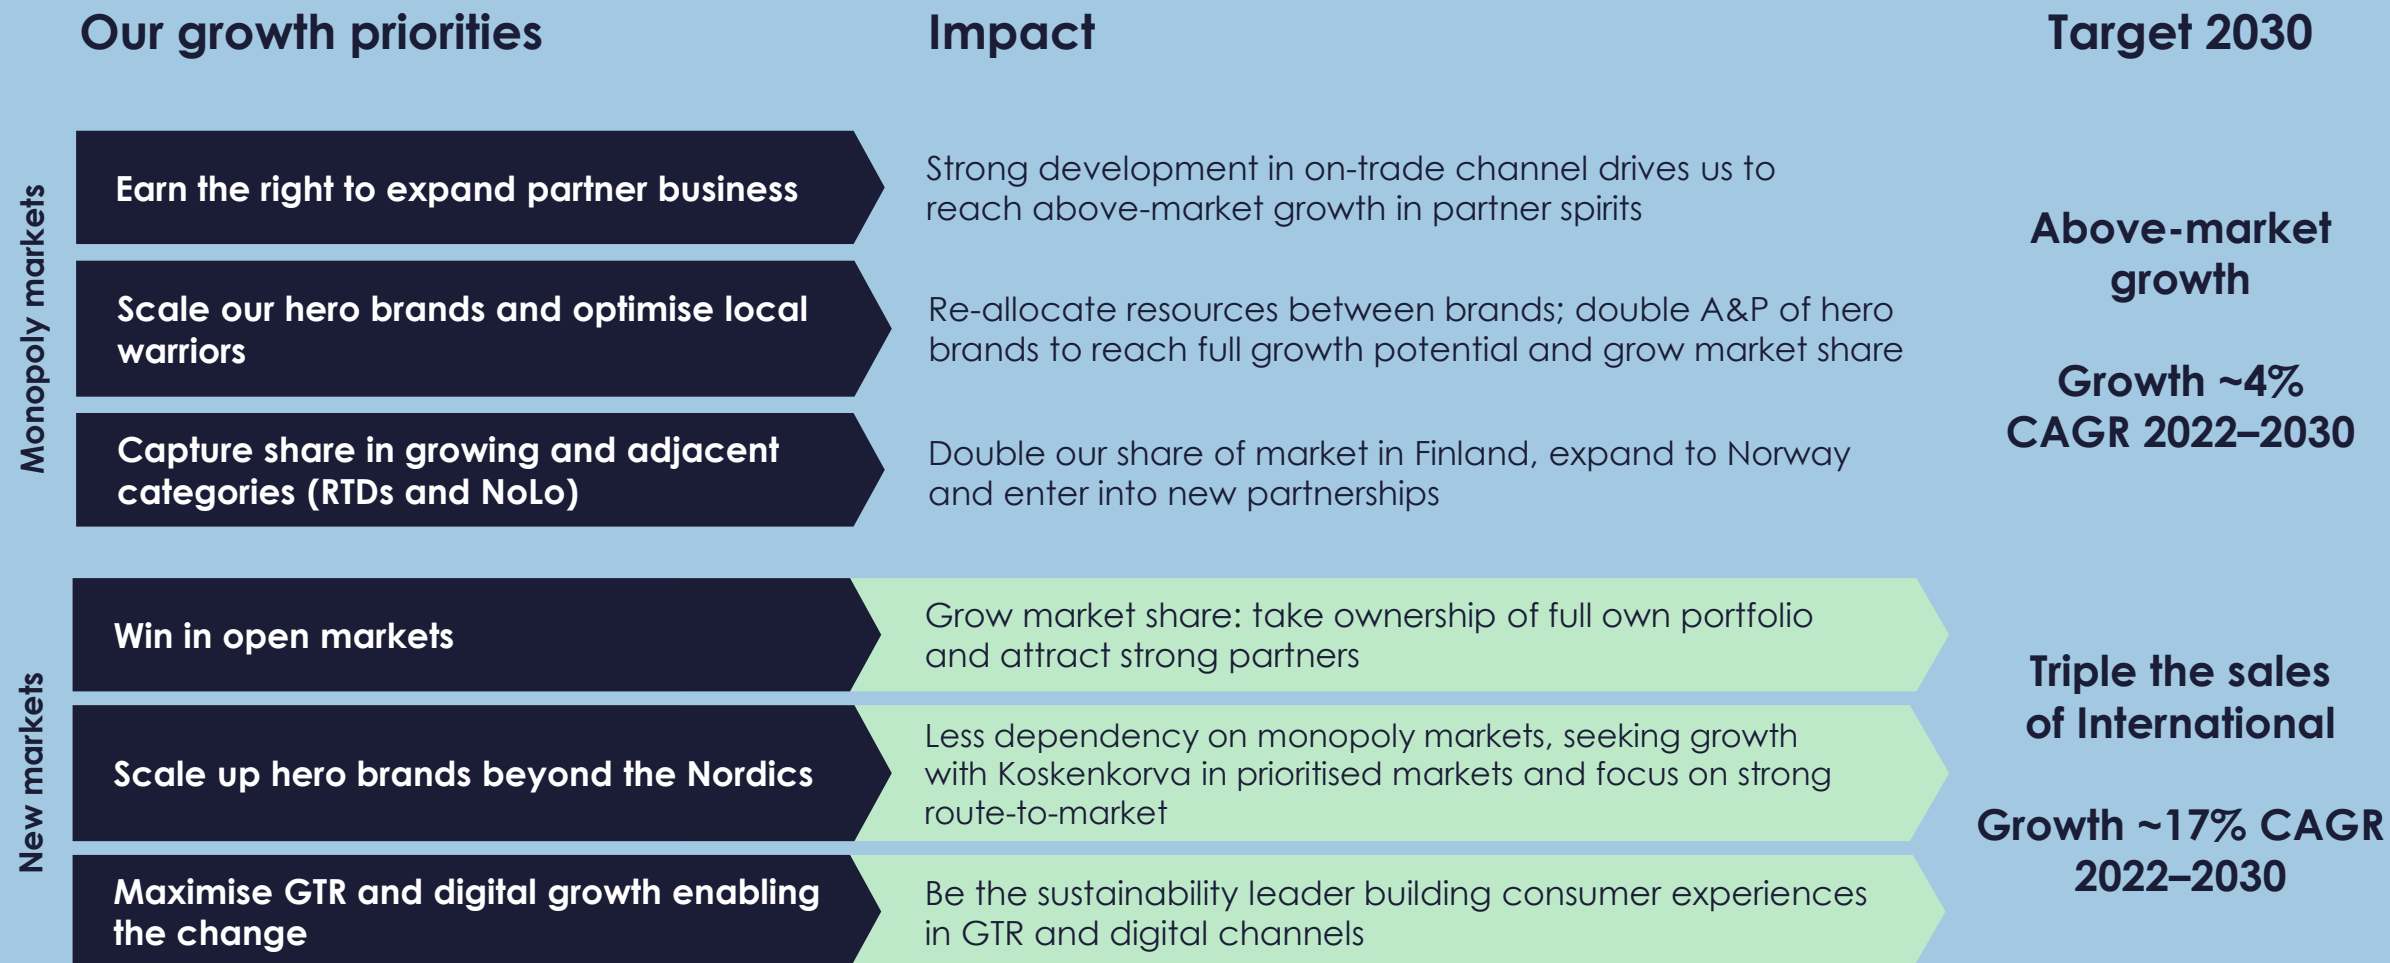 Our growth priorities
Impact
Target 2030
Monopoly markets
Earn the right to expand partner business
Strong development in on-trade channel drives us to
reach above-market growth in partner spirits
Scale our hero brands and optimise local
warriors
Re-allocate resources between brands; double A&P of hero
brands to reach full growth potential and grow market share
Capture share in growing and adjacent
categories (RTDs and NoLo)
Double our share of market in Finland, expand to Norway
and enter into new partnerships
Above-market
growth
Growth ~4%
CAGR 2022–2030
New markets
Win in open markets
Grow market share: take ownership of full own portfolio
and attract strong partners
Scale up hero brands beyond the Nordics
Less dependency on monopoly markets, seeking growth
with Koskenkorva in prioritised markets and focus on strong
route-to-market
Maximise GTR and digital growth enabling
the change
Be the sustainability leader building consumer experiences
in GTR and digital channels
Triple the sales
of International
Growth ~17% CAGR
2022–2030